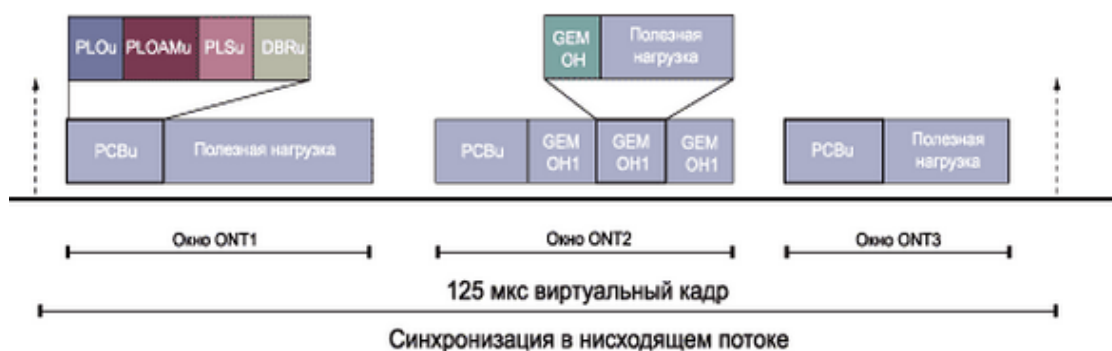 PLOu PLOAMu PLSu DBRu
GEM
OH
Полезная
нагрузка
PCBu Полезная нагрузка
PCBu
GEM
OH1
GEM
OH1
GEM
OH1
PCBu
Полезная
нагрузка
Окно ONT1 Окно ONT2 Окно ONT3
125 мкс виртуальный кадр
Синхронизация в нисходящем потоке